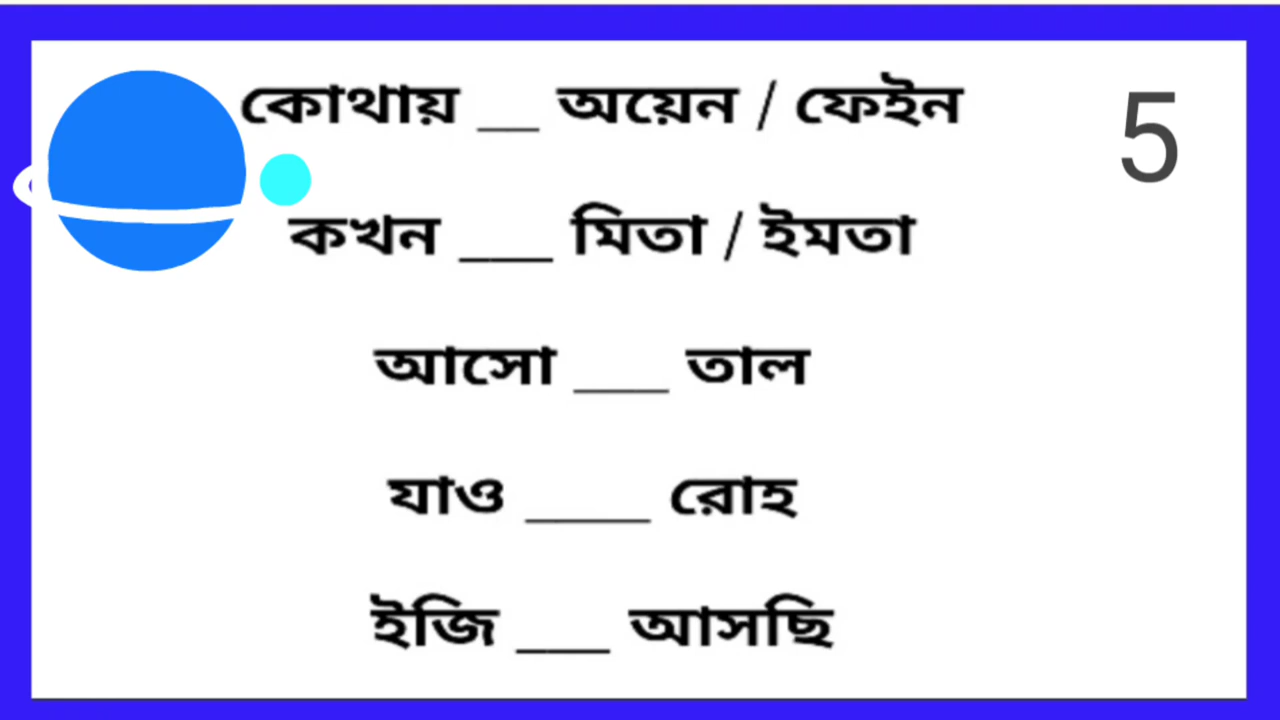 কোথায় __ অয়েন / ফেইন
5
কখন ___ মিতা / ইমতা
আসো ___ তাল
যাও ____ রোহ
ইজি ___ আসছি